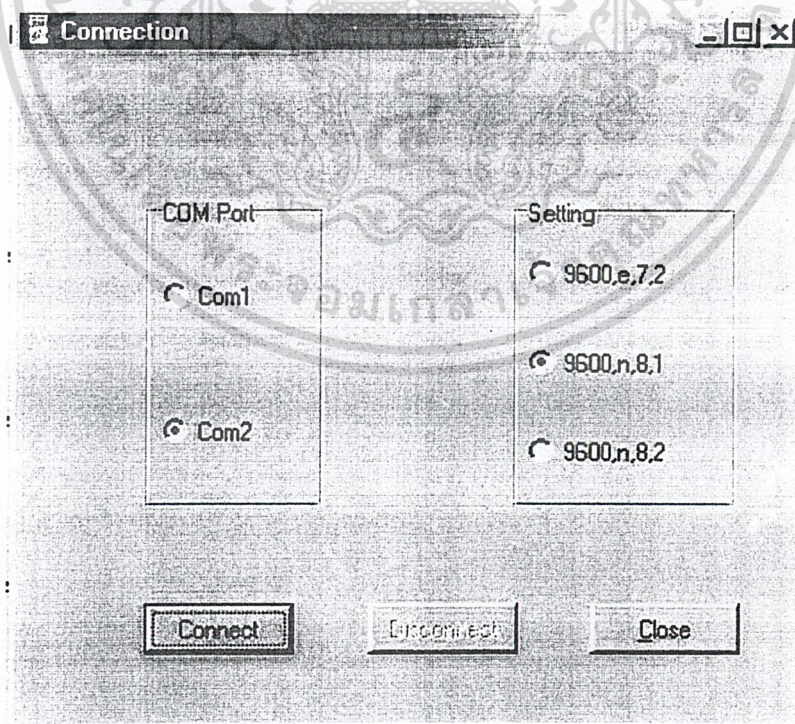 Connection
COM Port
Com1
Com2
Setting
9600,e,7,2
9600,n,8,1
9600,n,8,2
Connect
Disconnect
Close